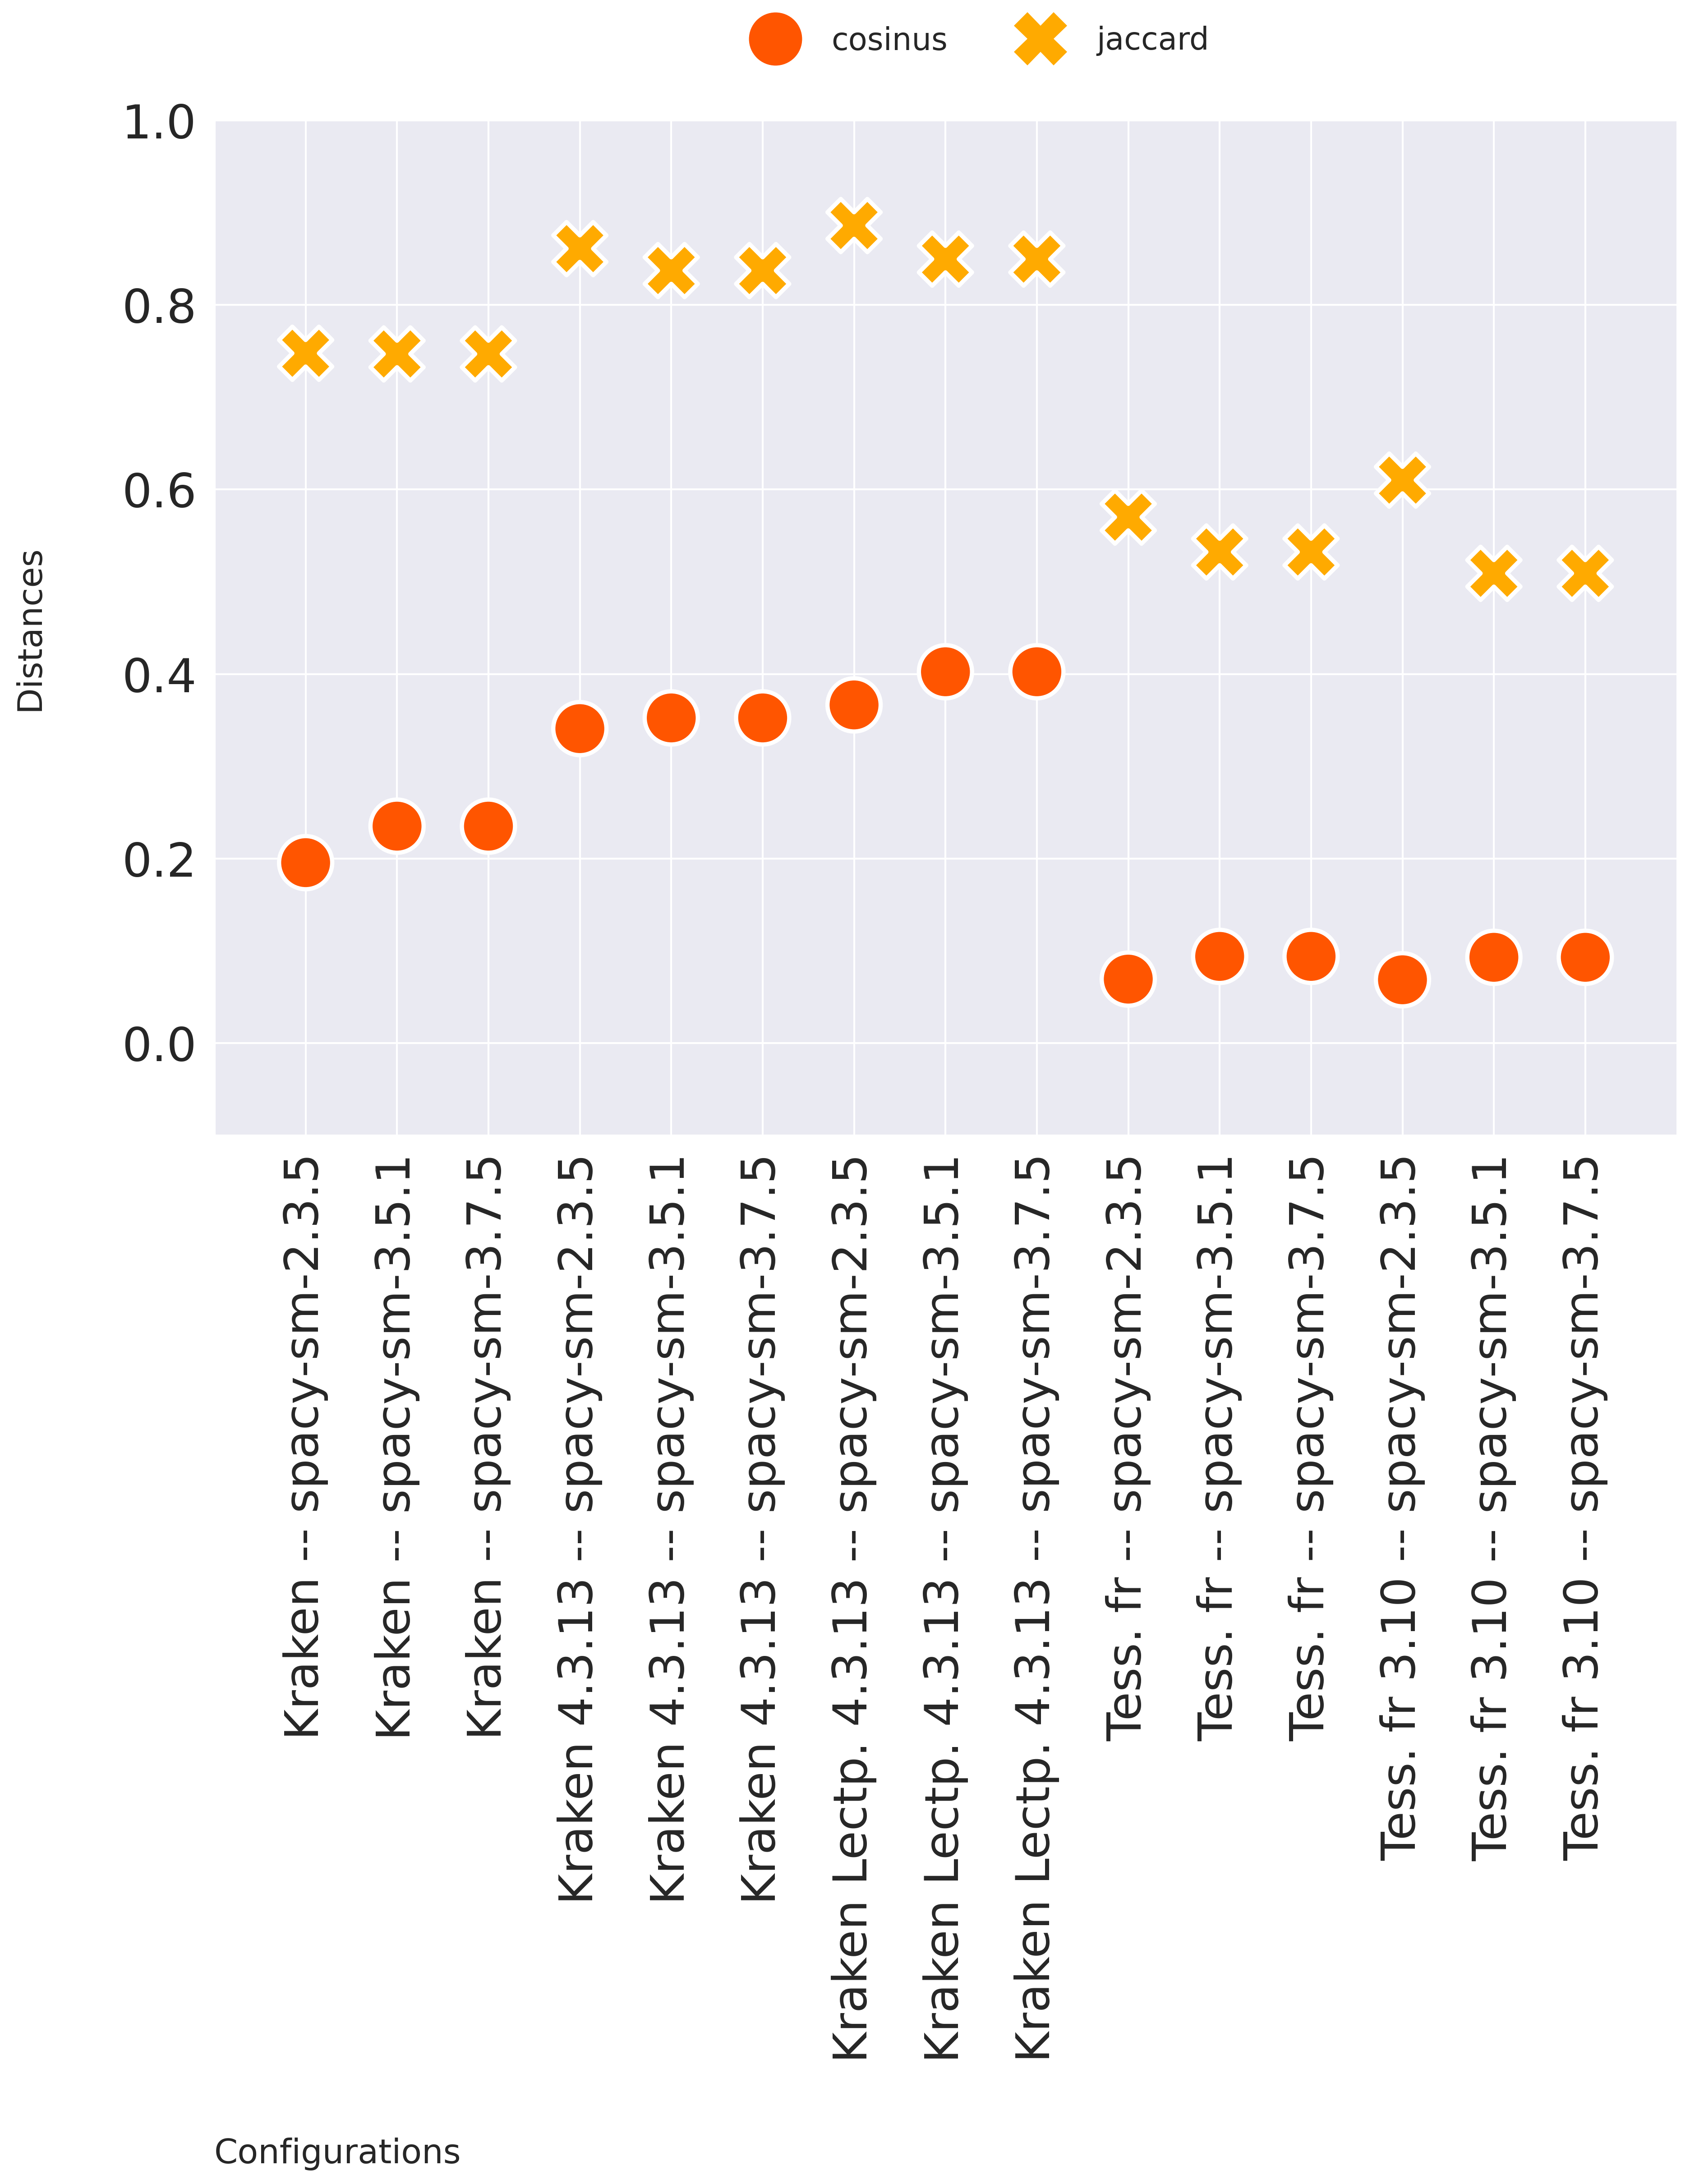 cosinus
jaccard
1.0
0.8
0.6
0.4
0.2
0.0
Distances
Kraken -- spacy-sm-2.3.5
Kraken -- spacy-sm-3.5.1
Kraken -- spacy-sm-3.7.5
Kraken 4.3.13 -- spacy-sm-2.3.5
Kraken 4.3.13 -- spacy-sm-3.5.1
Kraken 4.3.13 -- spacy-sm-3.7.5
Kraken Lectp. 4.3.13 -- spacy-sm-2.3.5
Kraken Lectp. 4.3.13 -- spacy-sm-3.5.1
Kraken Lectp. 4.3.13 -- spacy-sm-3.7.5
Tess. fr -- spacy-sm-2.3.5
Tess. fr -- spacy-sm-3.5.1
Tess. fr -- spacy-sm-3.7.5
Tess. fr 3.10 -- spacy-sm-2.3.5
Tess. fr 3.10 -- spacy-sm-3.5.1
Tess. fr 3.10 -- spacy-sm-3.7.5
Configurations